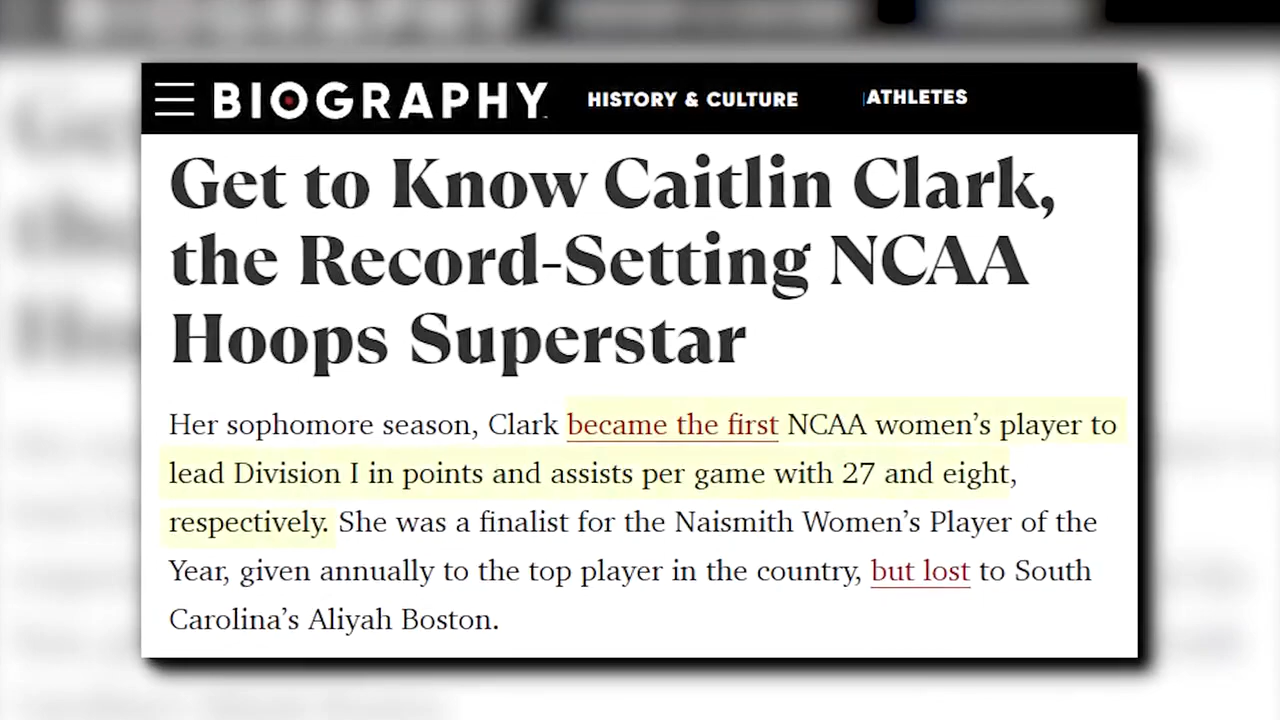 BIOGRAPHY
HISTORY & CULTURE
ATHLETES
Get to Know Caitlin Clark,
the Record-Setting NCAA
Hoops Superstar
Her sophomore season, Clark became the first NCAA women’s player to
lead Division I in points and assists per game with 27 and eight,
respectively. She was a finalist for the Naismith Women’s Player of the
Year, given annually to the top player in the country, but lost to South
Carolina’s Aliyah Boston.